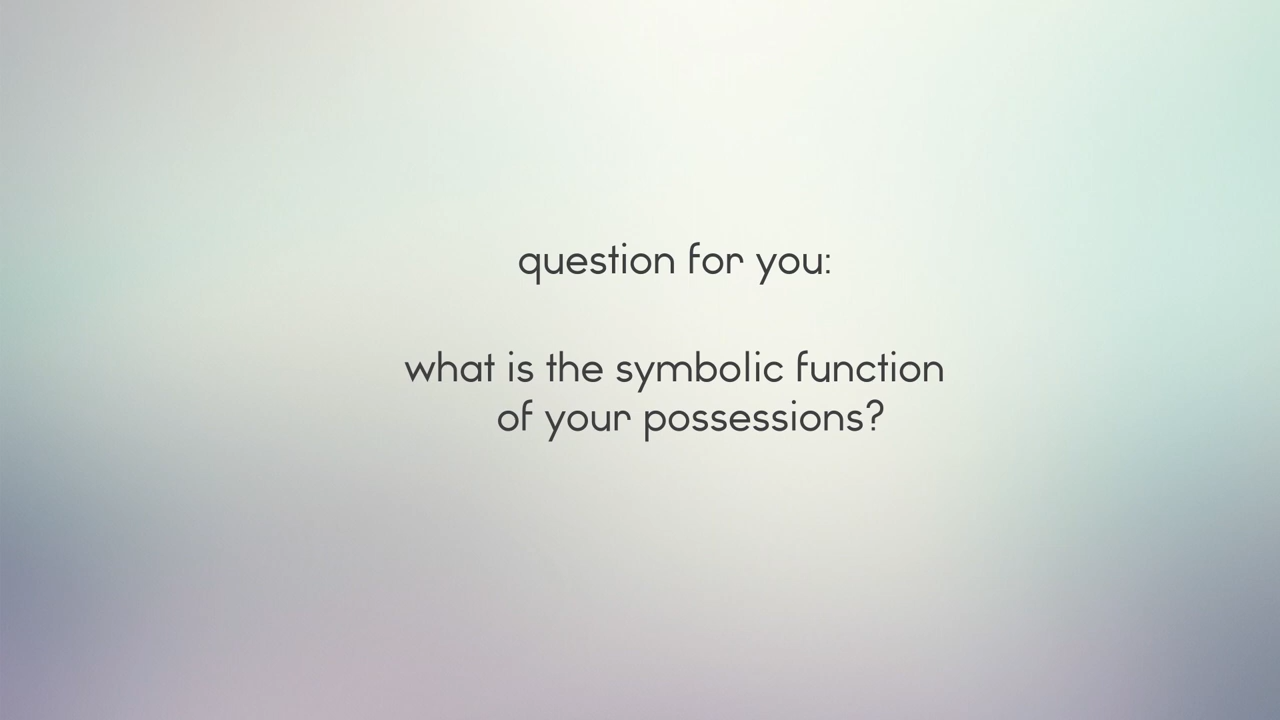 question for you:
what is the symbolic function
of your possessions?